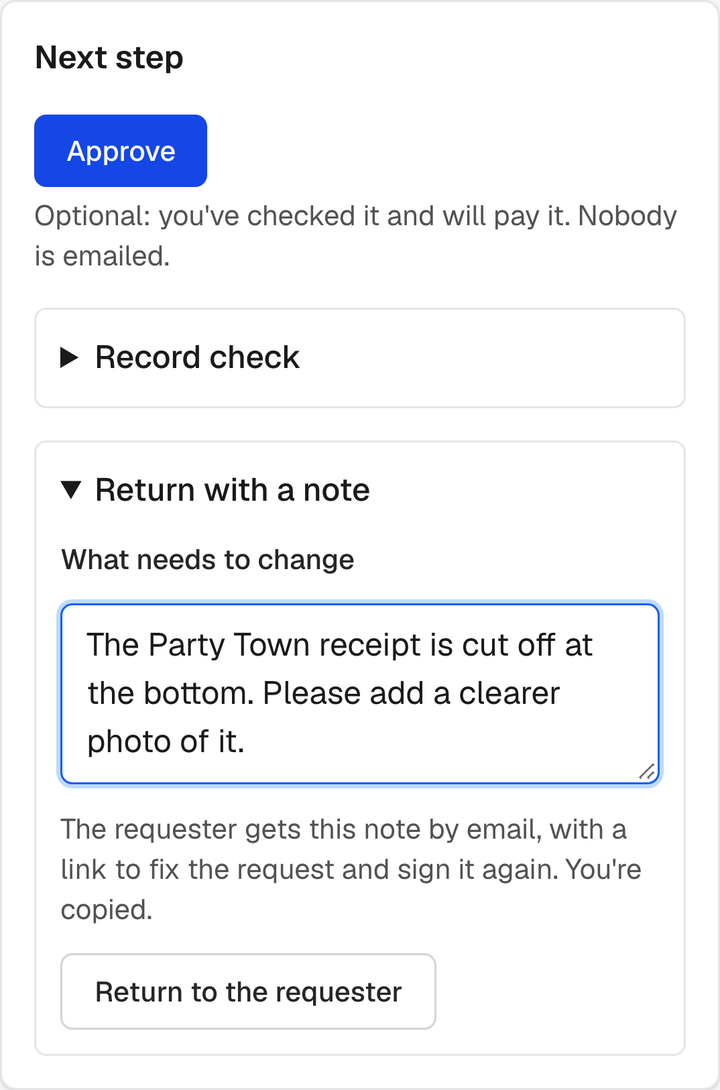 Next step
Approve
Optional: you've checked it and will pay it. Nobody
is emailed.
Record check
Return with a note
What needs to change
The Party Town receipt is cut off at
the bottom. Please add a clearer
photo of it.
The requester gets this note by email, with a
link to fix the request and sign it again. You're
copied.
Return to the requester